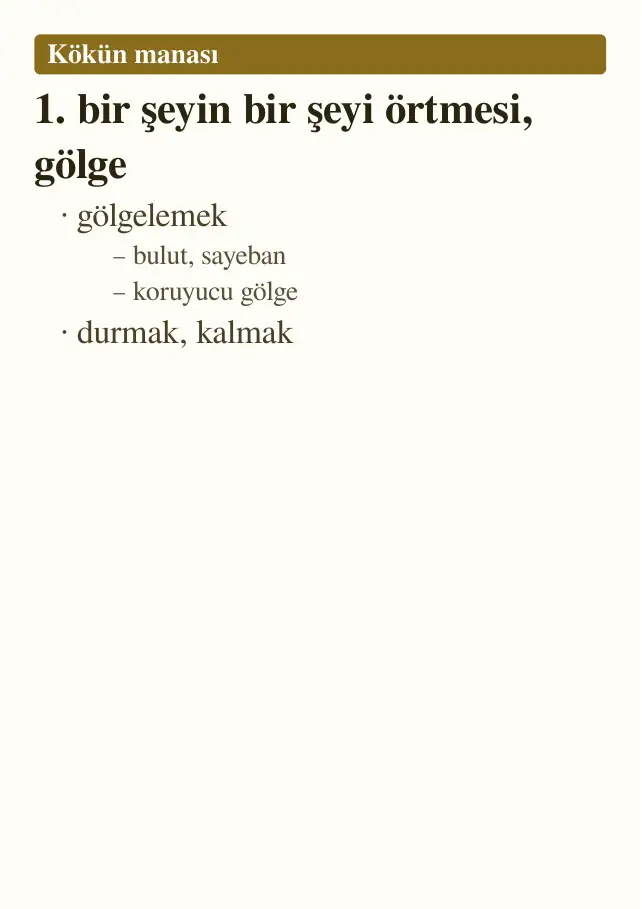 Kökün manası
1. bir şeyin bir şeyi örtmesi,
gölge
· gölgelemek
– bulut, sayeban
– koruyucu gölge
· durmak, kalmak